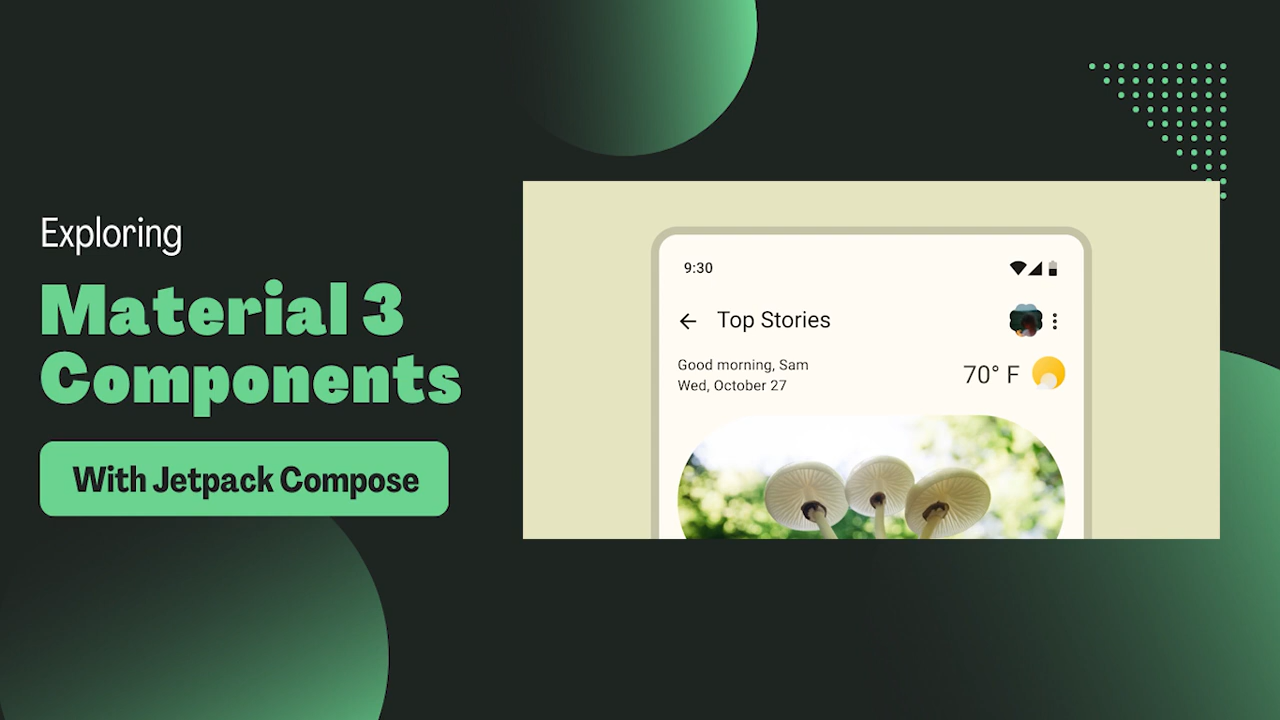 Exploring
Material 3
Components
With Jetpack Compose
9:30
Top Stories
Good morning, Sam
Wed, October 27
70° F